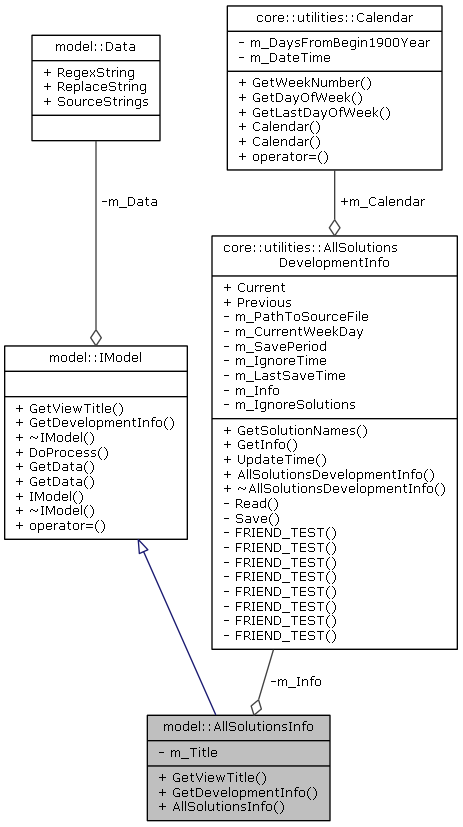 core::utilities::Calendar
- m_DaysFromBegin1900Year
- m_DateTime
+ GetWeekNumber()
+ GetDayOfWeek()
+ GetLastDayOfWeek()
+ Calendar()
+ Calendar()
+ operator=()
model::Data
+ RegexString
+ ReplaceString
+ SourceStrings
-m_Data
+m_Calendar
core::utilities::AllSolutions
DevelopmentInfo
+ Current
+ Previous
- m_PathToSourceFile
- m_CurrentWeekDay
- m_SavePeriod
- m_IgnoreTime
- m_LastSaveTime
- m_Info
- m_IgnoreSolutions
+ GetSolutionNames()
+ GetInfo()
+ UpdateTime()
+ AllSolutionsDevelopmentInfo()
+ ~AllSolutionsDevelopmentInfo()
- Read()
- Save()
- FRIEND_TEST()
- FRIEND_TEST()
- FRIEND_TEST()
- FRIEND_TEST()
- FRIEND_TEST()
- FRIEND_TEST()
- FRIEND_TEST()
- FRIEND_TEST()
model::IModel
+ GetViewTitle()
+ GetDevelopmentInfo()
+ ~IModel()
+ DoProcess()
+ GetData()
+ GetData()
+ IModel()
+ ~IModel()
+ operator=()
-m_Info
model::AllSolutionsInfo
- m_Title
+ GetViewTitle()
+ GetDevelopmentInfo()
+ AllSolutionsInfo()